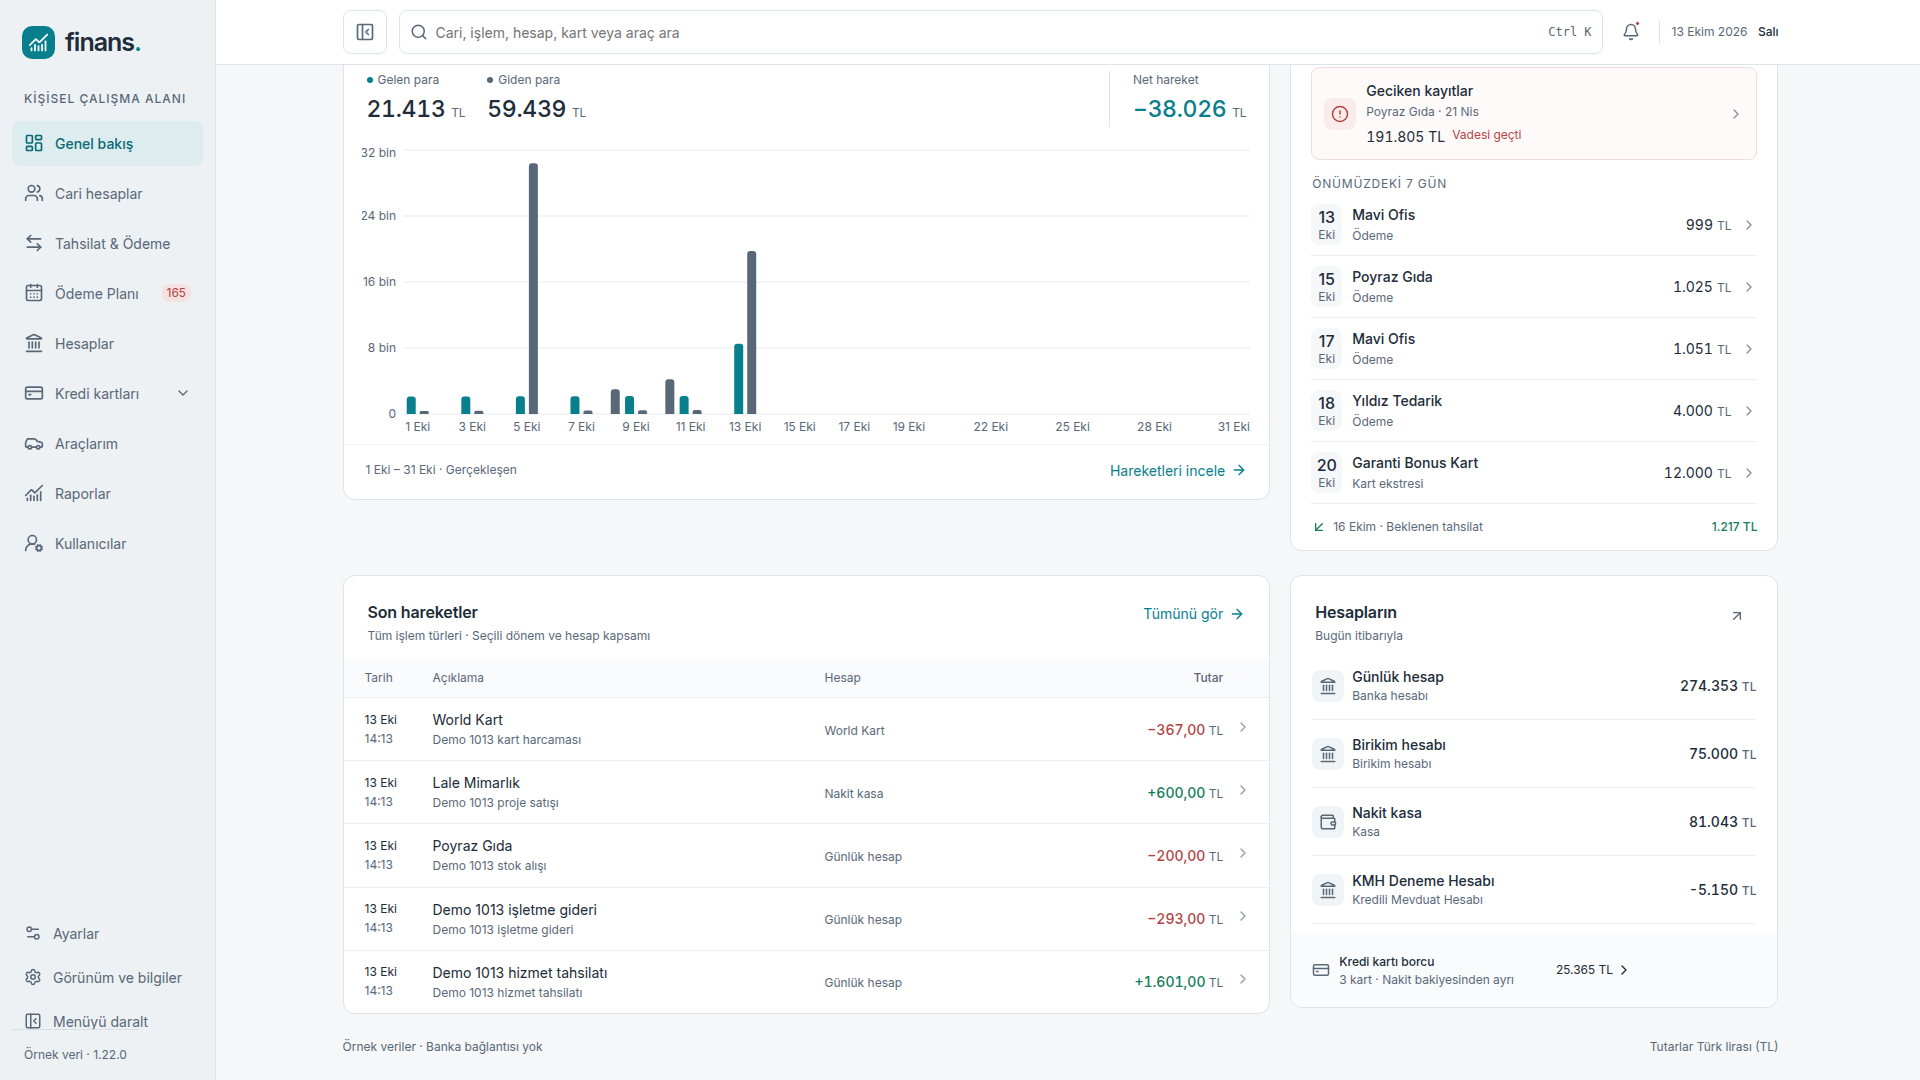 finans.
KİŞİSEL ÇALIŞMA ALANI
Genel bakış
Cari hesaplar
Tahsilat & Ödeme
Ödeme Planı 165
Hesaplar
Kredi kartları
Araçlarım
Raporlar
Kullanıcılar
Ayarlar
Görünüm ve bilgiler
Menüyü daralt
Örnek veri · 1.22.0
Cari, işlem, hesap, kart veya araç ara Ctrl K
13 Ekim 2026 Salı
Gelen para Giden para Net hareket
21.413 TL 59.439 TL −38.026 TL
32 bin
24 bin
16 bin
8 bin
0
1 Eki 3 Eki 5 Eki 7 Eki 9 Eki 11 Eki 13 Eki 15 Eki 17 Eki 19 Eki 22 Eki 25 Eki 28 Eki 31 Eki
1 Eki – 31 Eki · Gerçekleşen Hareketleri incele
Geciken kayıtlar
Poyraz Gıda · 21 Nis
191.805 TL Vadesi geçti
ÖNÜMÜZDEKİ 7 GÜN
13 Eki Mavi Ofis Ödeme 999 TL
15 Eki Poyraz Gıda Ödeme 1.025 TL
17 Eki Mavi Ofis Ödeme 1.051 TL
18 Eki Yıldız Tedarik Ödeme 4.000 TL
20 Eki Garanti Bonus Kart Kart ekstresi 12.000 TL
16 Ekim · Beklenen tahsilat 1.217 TL
Son hareketler Tümünü gör
Tüm işlem türleri · Seçili dönem ve hesap kapsamı
Tarih Açıklama Hesap Tutar
13 Eki World Kart
14:13 Demo 1013 kart harcaması World Kart −367,00 TL
13 Eki Lale Mimarlık
14:13 Demo 1013 proje satışı Nakit kasa +600,00 TL
13 Eki Poyraz Gıda
14:13 Demo 1013 stok alışı Günlük hesap −200,00 TL
13 Eki Demo 1013 işletme gideri
14:13 Demo 1013 işletme gideri Günlük hesap −293,00 TL
13 Eki Demo 1013 hizmet tahsilatı
14:13 Demo 1013 hizmet tahsilatı Günlük hesap +1.601,00 TL
Hesapların
Bugün itibarıyla
Günlük hesap
Banka hesabı 274.353 TL
Birikim hesabı
Birikim hesabı 75.000 TL
Nakit kasa
Kasa 81.043 TL
KMH Deneme Hesabı
Kredili Mevduat Hesabı -5.150 TL
Kredi kartı borcu
3 kart · Nakit bakiyesinden ayrı 25.365 TL
Örnek veriler · Banka bağlantısı yok Tutarlar Türk lirası (TL)